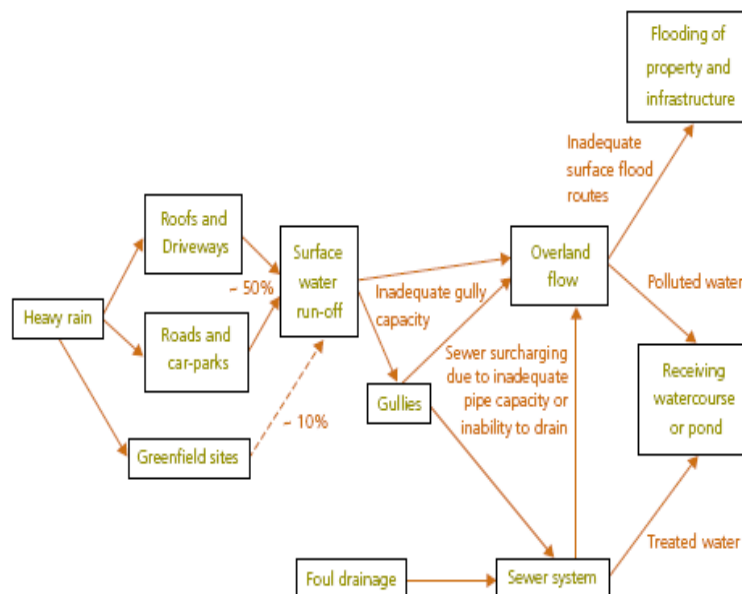 Flooding of
property and
infrastructure
Inadequate
surface flood
routes
Roofs and
Driveways
Surface
water
run-off
Overland
flow
~ 50%
Polluted water
Inadequate gully
capacity
Heavy rain
Roads and
car-parks
Sewer surcharging
due to inadequate
pipe capacity or
inability to drain
Receiving
watercourse
or pond
Gullies
~ 10%
Greenfield sites
Treated water
Foul drainage
Sewer system